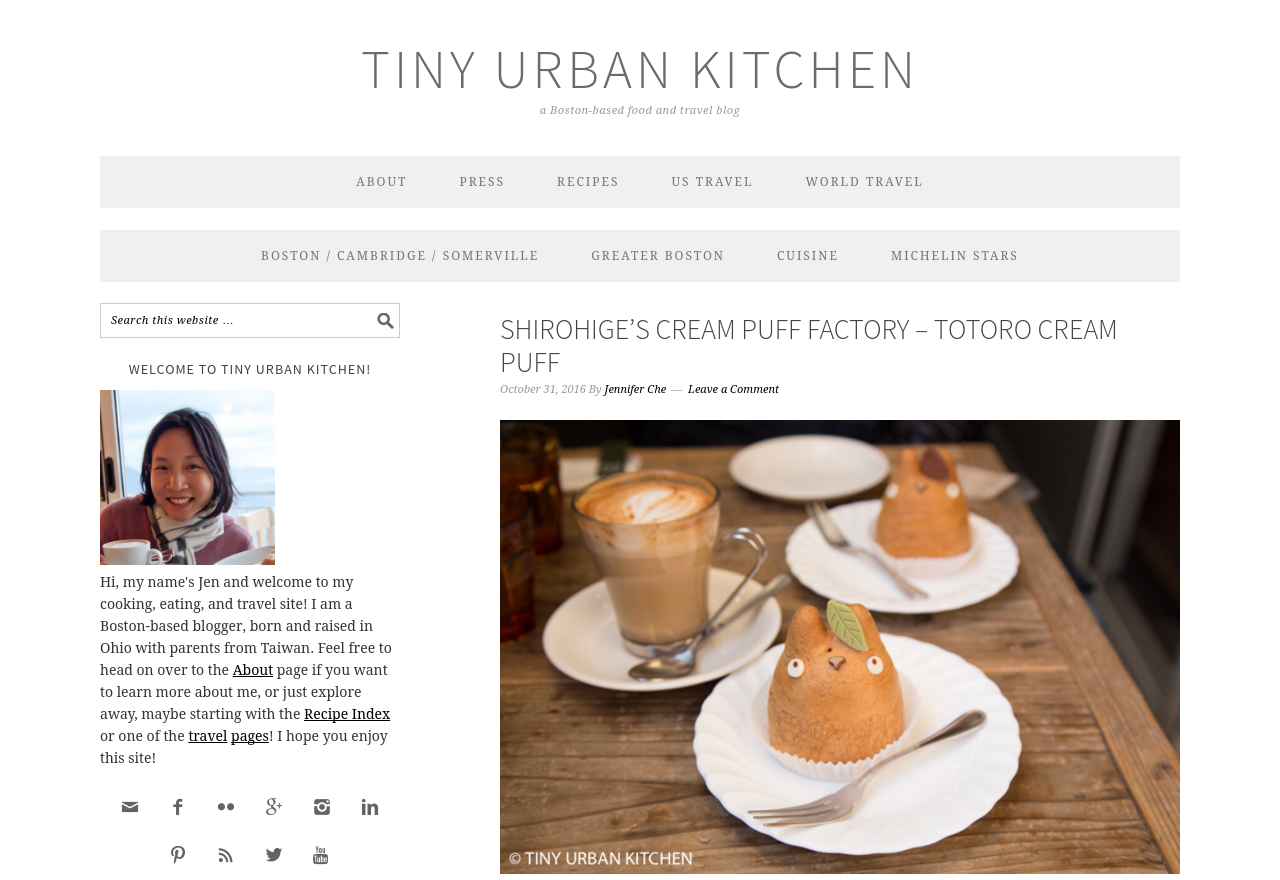 TINY URBAN KITCHEN
a Boston-based food and travel blog
ABOUT PRESS RECIPES US TRAVEL WORLD TRAVEL
BOSTON / CAMBRIDGE / SOMERVILLE GREATER BOSTON CUISINE MICHELIN STARS
Search this website …
WELCOME TO TINY URBAN KITCHEN!
Hi, my name's Jen and welcome to my
cooking, eating, and travel site! I am a
Boston-based blogger, born and raised in
Ohio with parents from Taiwan. Feel free to
head on over to the About page if you want
to learn more about me, or just explore
away, maybe starting with the Recipe Index
or one of the travel pages! I hope you enjoy
this site!
You
Tube
SHIROHIGE’S CREAM PUFF FACTORY – TOTORO CREAM
PUFF
October 31, 2016 By Jennifer Che — Leave a Comment
© TINY URBAN KITCHEN